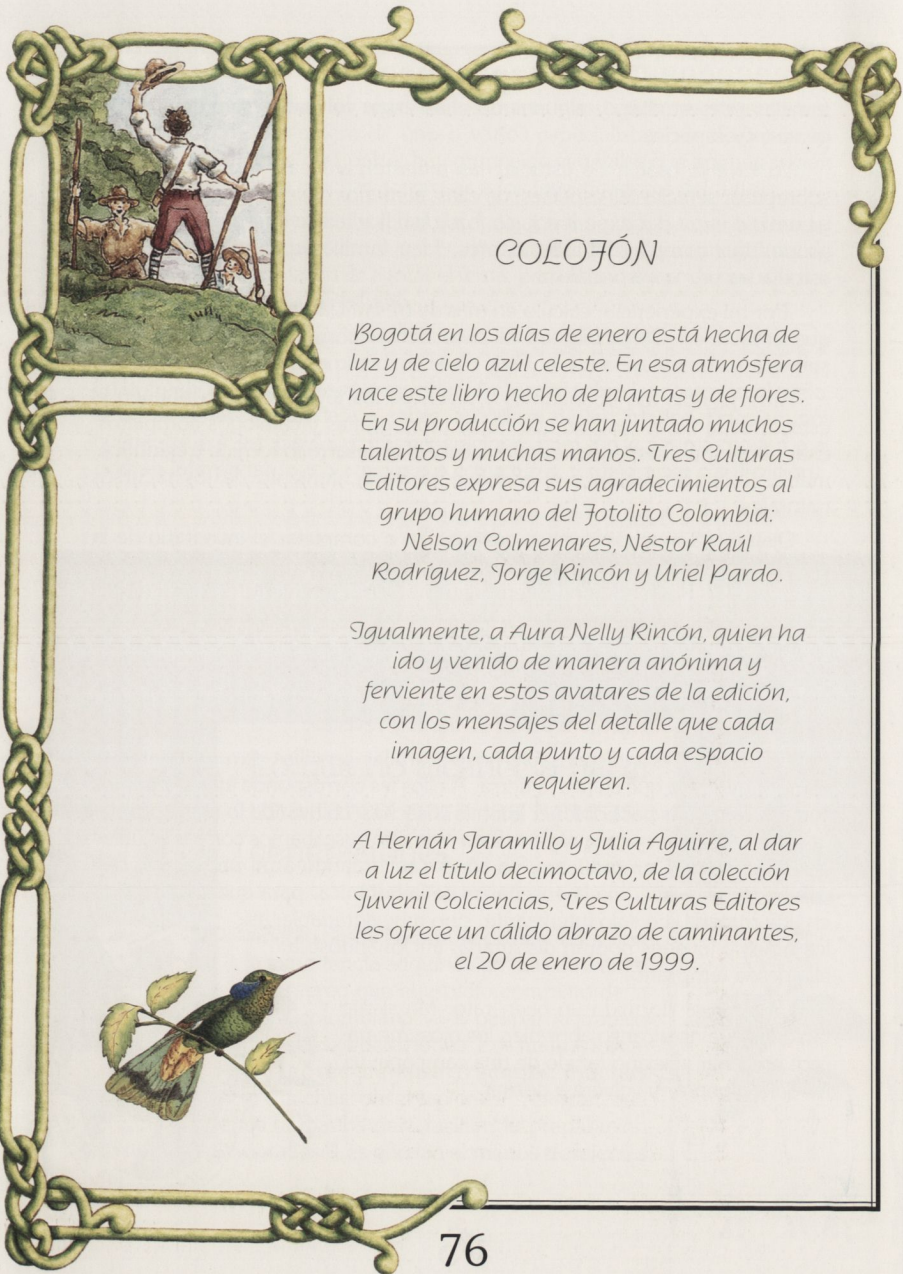 COLOFÓN
Bogotá en los días de enero está hecha de
luz y de cielo azul celeste. En esa atmósfera
nace este libro hecho de plantas y de flores.
En su producción se han juntado muchos
talentos y muchas manos. Tres Culturas
Editores expresa sus agradecimientos al
grupo humano del Fotolito Colombia:
Nélson Colmenares, Néstor Raúl
Rodríguez, Jorge Rincón y Uriel Pardo.
Igualmente, a Aura Nelly Rincón, quien ha
ido y venido de manera anónima y
ferviente en estos avatares de la edición,
con los mensajes del detalle que cada
imagen, cada punto y cada espacio
requieren.
A Hernán Jaramillo y Julia Aguirre, al dar
a luz el título decimoctavo, de la colección
Juvenil Colciencias, Tres Culturas Editores
les ofrece un cálido abrazo de caminantes,
el 20 de enero de 1999.
76